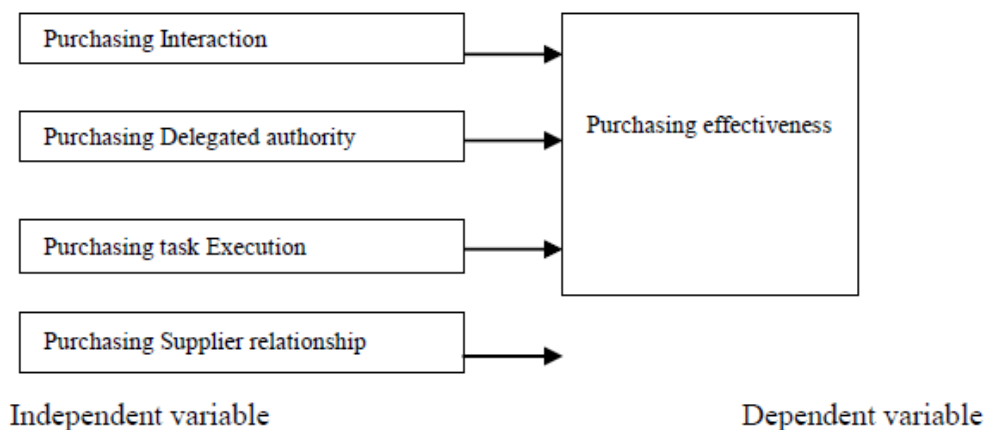 Purchasing Interaction
Purchasing Delegated authority
Purchasing effectiveness
Purchasing task Execution
Purchasing Supplier relationship
Independent variable
Dependent variable